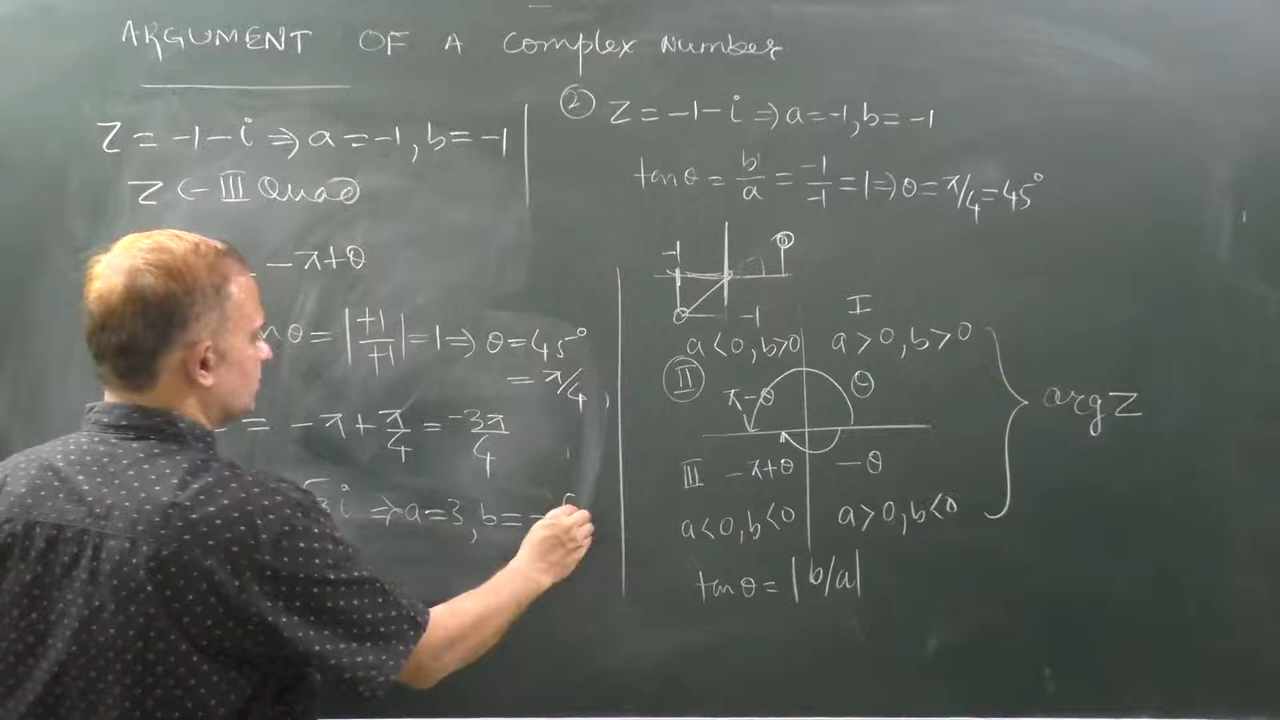 ARGUMENT OF A Complex Number
Z = -1 - i ⇒ a = -1, b = -1
Z ∈ III Quad
- π + θ
n θ = |+1/+1| = 1 ⇒ θ = 45°
= π/4
= - π + π/4 = -3π/4
3i ⇒ a = 3, b = -
② Z = -1 - i ⇒ a = -1, b = -1
tan θ = b/a = -1/-1 = 1 ⇒ θ = π/4 = 45°
-1
-1
I
a < 0, b > 0 a > 0, b > 0
II
π - θ θ
arg Z
III - π + θ - θ
a < 0, b < 0 a > 0, b < 0
tan θ = |b/a|